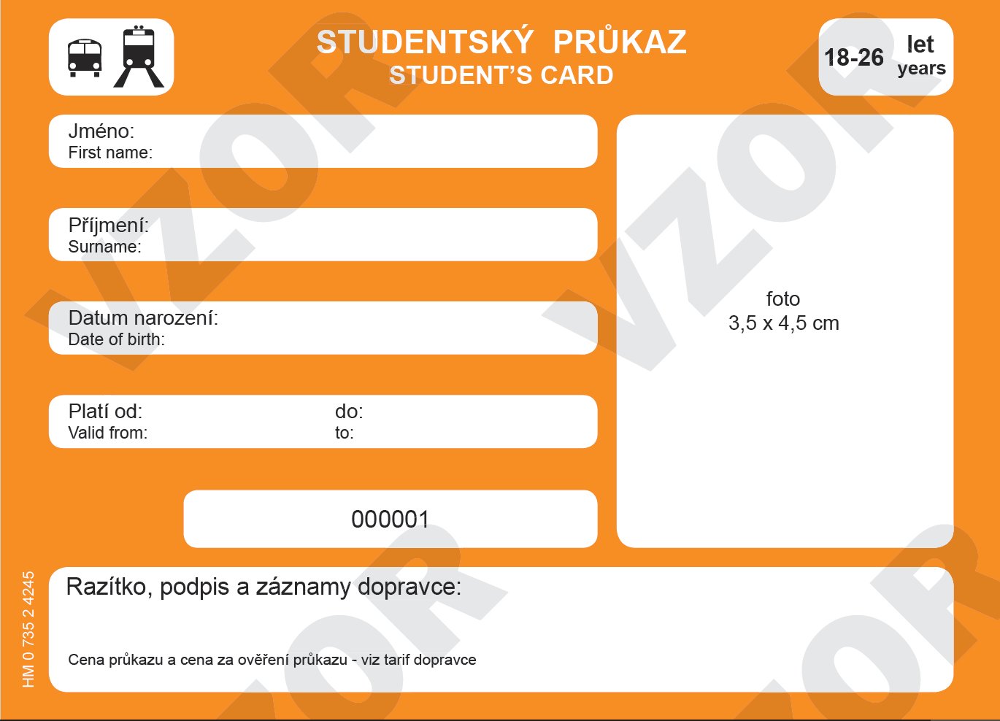 STUDENTSKÝ PRŮKAZ
STUDENT'S CARD
18-26 let
years
Jméno:
First name:
Příjmení:
Surname:
Datum narození:
Date of birth:
Platí od: do:
Valid from: to:
foto
3,5 x 4,5 cm
000001
Razítko, podpis a záznamy dopravce:
Cena průkazu a cena za ověření průkazu - viz tarif dopravce
HM 0 735 2 4245
VZOR
VZOR
VZOR
VZOR